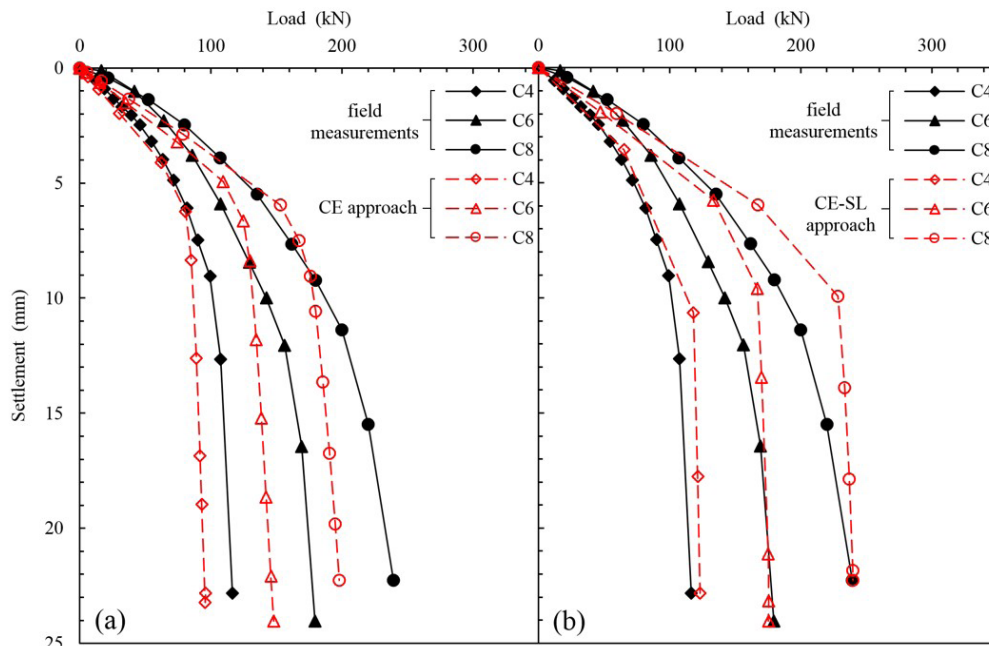 Load (kN)
0 100 200 300
Load (kN)
0 100 200 300
Settlement (mm)
0
5
10
15
20
25
field
measurements
C4
C6
C8
CE approach
C4
C6
C8
(a)
field
measurements
C4
C6
C8
CE-SL
approach
C4
C6
C8
(b)